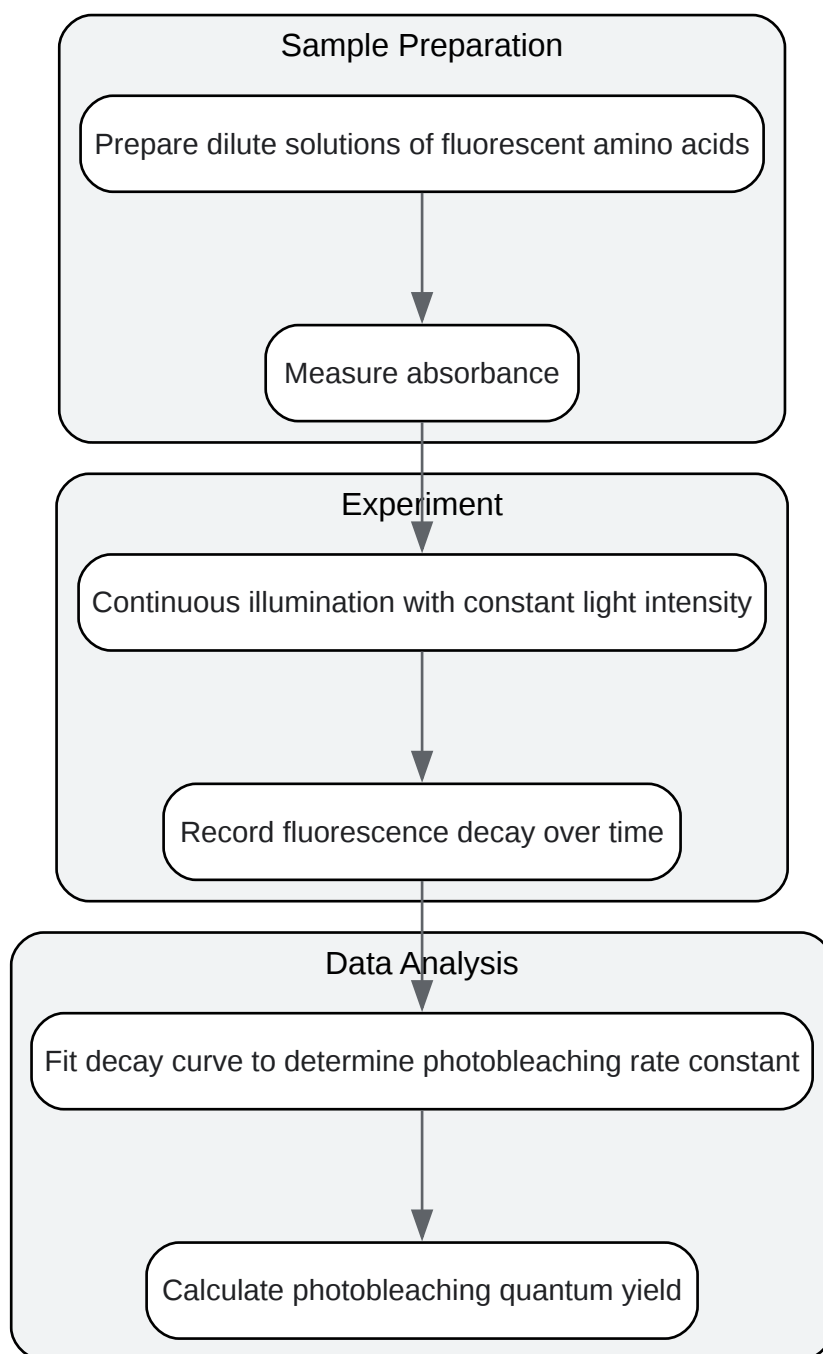 Sample Preparation
Prepare dilute solutions of fluorescent amino acids
Measure absorbance
Experiment
Continuous illumination with constant light intensity
Record fluorescence decay over time
Data Analysis
Fit decay curve to determine photobleaching rate constant
Calculate photobleaching quantum yield